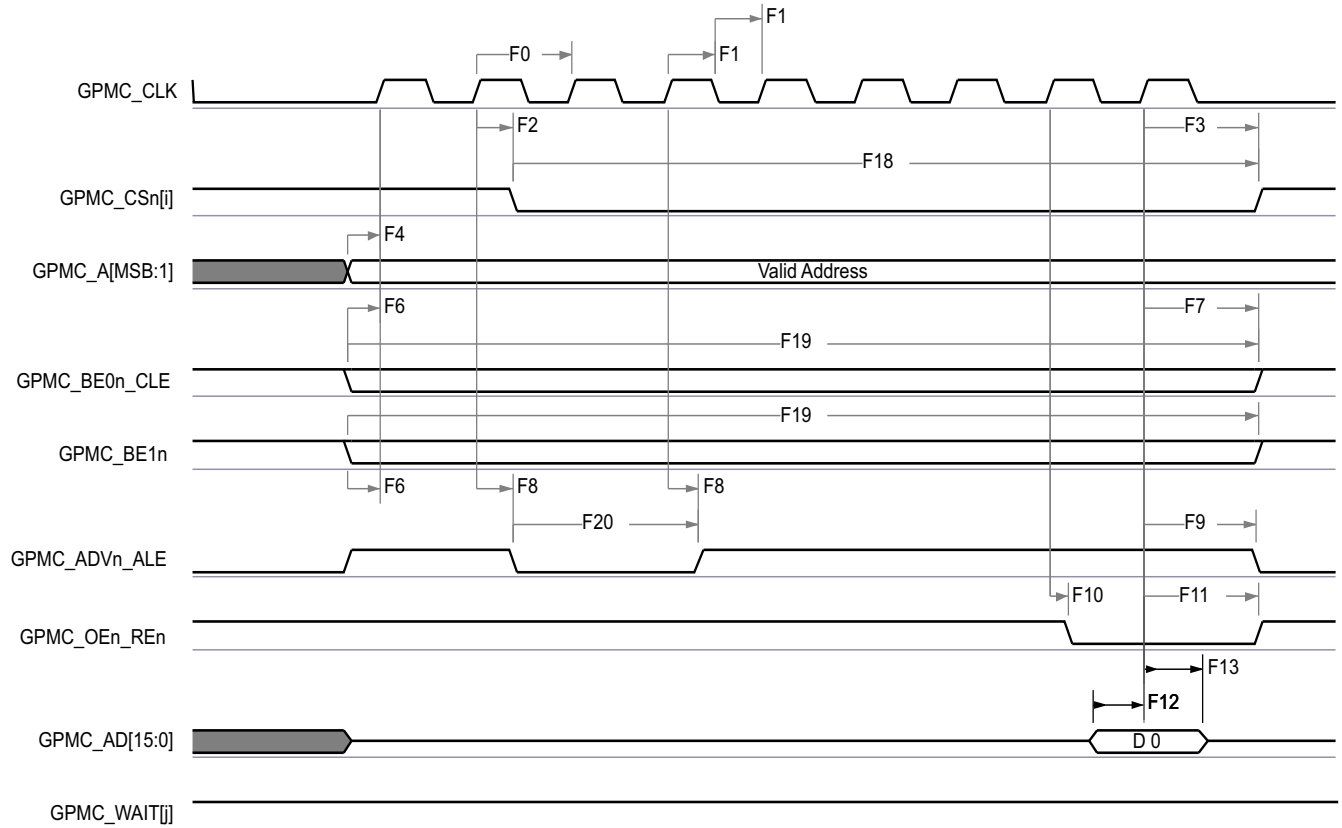 F1
F0
F1
GPMC_CLK
F2
F3
F18
GPMC_CSn[i]
F4
GPMC_A[MSB:1]
Valid Address
F6
F7
F19
GPMC_BE0n_CLE
F19
GPMC_BE1n
F6
F8
F8
F20
F9
GPMC_ADVn_ALE
F10
F11
GPMC_OEn_REn
F13
F12
GPMC_AD[15:0]
D 0
GPMC_WAIT[j]